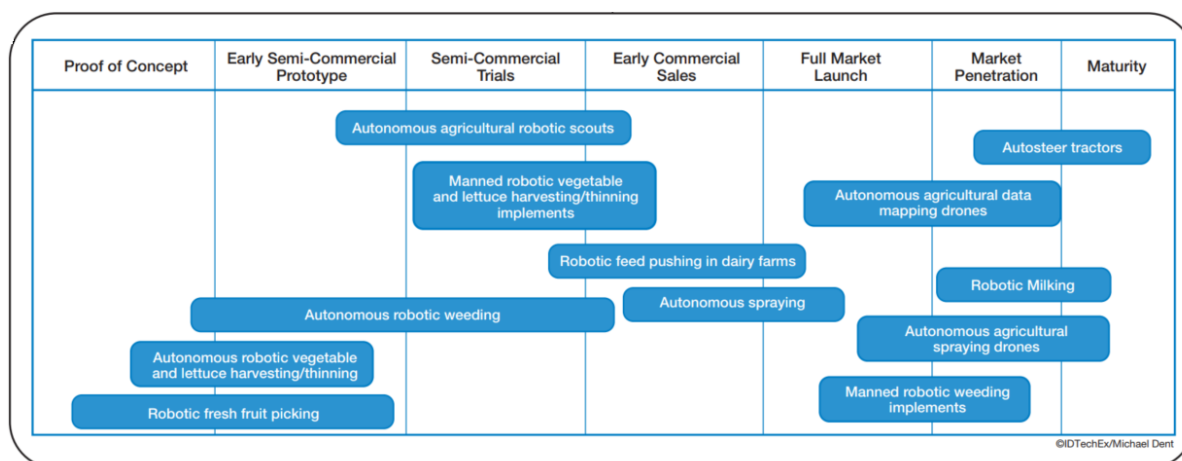 Proof of Concept
Early Semi-Commercial
Prototype
Semi-Commercial
Trials
Early Commercial
Sales
Full Market
Launch
Market
Penetration
Maturity
Autonomous agricultural robotic scouts
Autosteer tractors
Manned robotic vegetable
and lettuce harvesting/thinning
implements
Autonomous agricultural data
mapping drones
Robotic feed pushing in dairy farms
Robotic Milking
Autonomous spraying
Autonomous robotic weeding
Autonomous agricultural
spraying drones
Autonomous robotic vegetable
and lettuce harvesting/thinning
Manned robotic weeding
implements
Robotic fresh fruit picking
©IDTechEx/Michael Dent